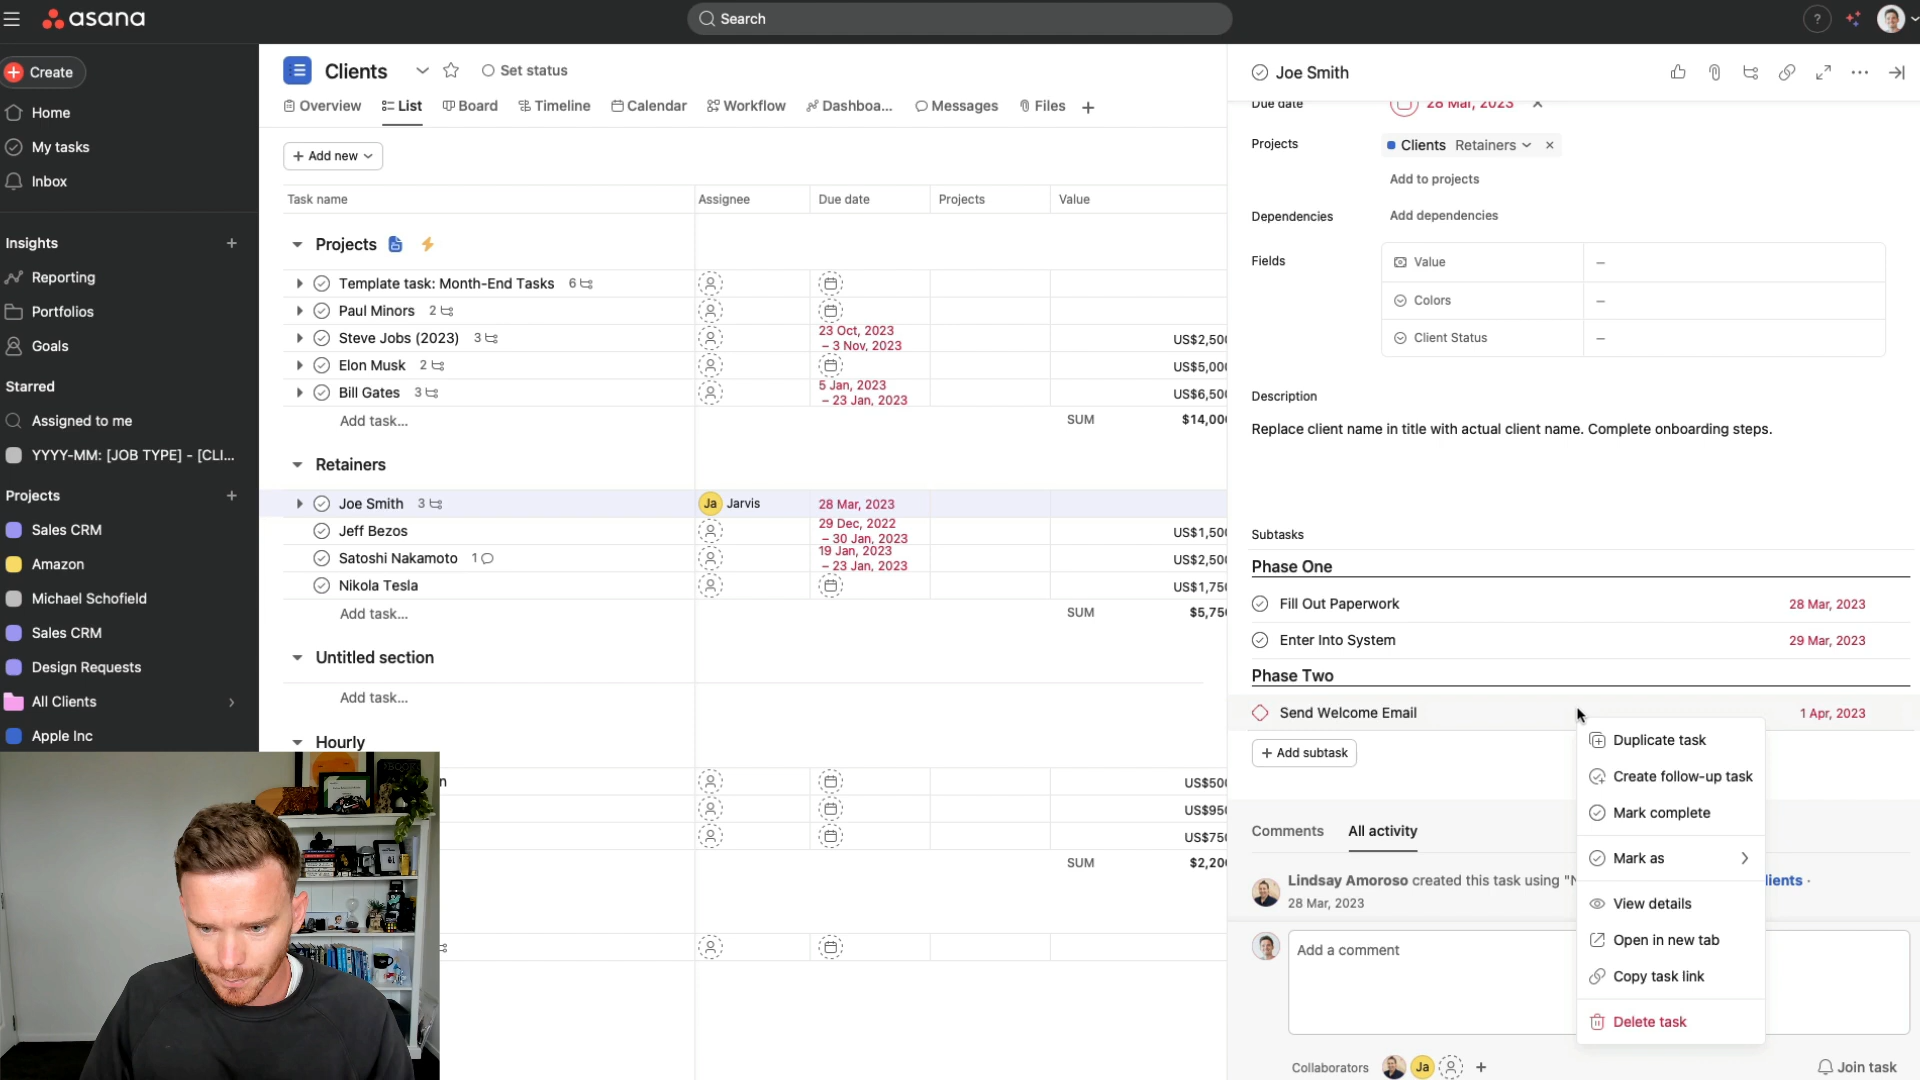 asana
Search
?
Create
Home
My tasks
Inbox
Insights
Reporting
Portfolios
Goals
Starred
Assigned to me
YYYY-MM: [JOB TYPE] - [CLI...
Projects
Sales CRM
Amazon
Michael Schofield
Sales CRM
Design Requests
All Clients
Apple Inc
Clients
Set status
Overview
List
Board
Timeline
Calendar
Workflow
Dashboa...
Messages
Files
+ Add new
Task name Assignee Due date Projects Value
Projects
Template task: Month-End Tasks 6
Paul Minors 2
Steve Jobs (2023) 3 23 Oct, 2023 – 3 Nov, 2023 US$2,500
Elon Musk 2 US$5,000
Bill Gates 3 5 Jan, 2023 – 23 Jan, 2023 US$6,500
Add task... SUM $14,000
Retainers
Joe Smith 3 Ja Jarvis 28 Mar, 2023
Jeff Bezos 29 Dec, 2022 – 30 Jan, 2023 US$1,500
Satoshi Nakamoto 1 19 Jan, 2023 – 23 Jan, 2023 US$2,500
Nikola Tesla US$1,750
Add task... SUM $5,750
Untitled section
Add task...
Hourly
n US$500
US$950
US$750
SUM $2,200
Joe Smith
Due date 28 Mar, 2023
Projects Clients Retainers
Add to projects
Dependencies Add dependencies
Fields
Value –
Colors –
Client Status –
Description
Replace client name in title with actual client name. Complete onboarding steps.
Subtasks
Phase One
Fill Out Paperwork 28 Mar, 2023
Enter Into System 29 Mar, 2023
Phase Two
Send Welcome Email 1 Apr, 2023
+ Add subtask
Duplicate task
Create follow-up task
Mark complete
Mark as
View details
Open in new tab
Copy task link
Delete task
Comments All activity
Lindsay Amoroso created this task using "N lients ·
28 Mar, 2023
Add a comment
Collaborators Ja +
Join task